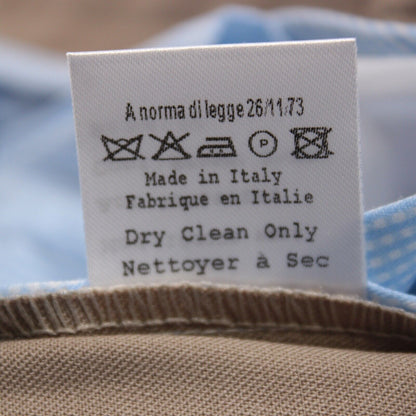 A norma di legge 26/11/73
P
Made in Italy
Fabrique en Italie
Dry Clean Only
Nettoyer à Sec